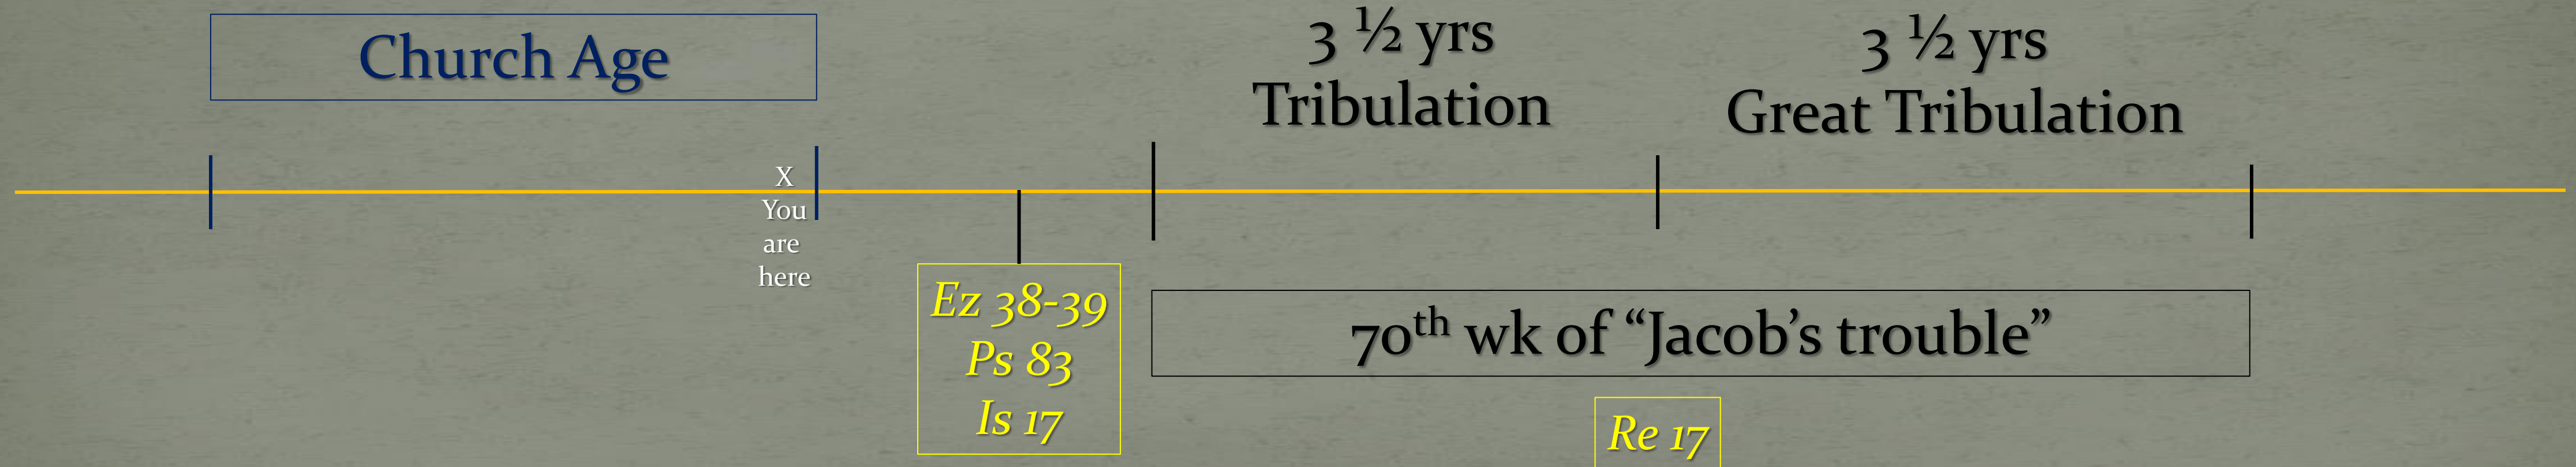 Church Age
3 ½ yrs
Tribulation
3 ½ yrs
Great Tribulation
X
You
are
here
Ez 38-39
Ps 83
Is 17
70th wk of “Jacob’s trouble”
Re 17